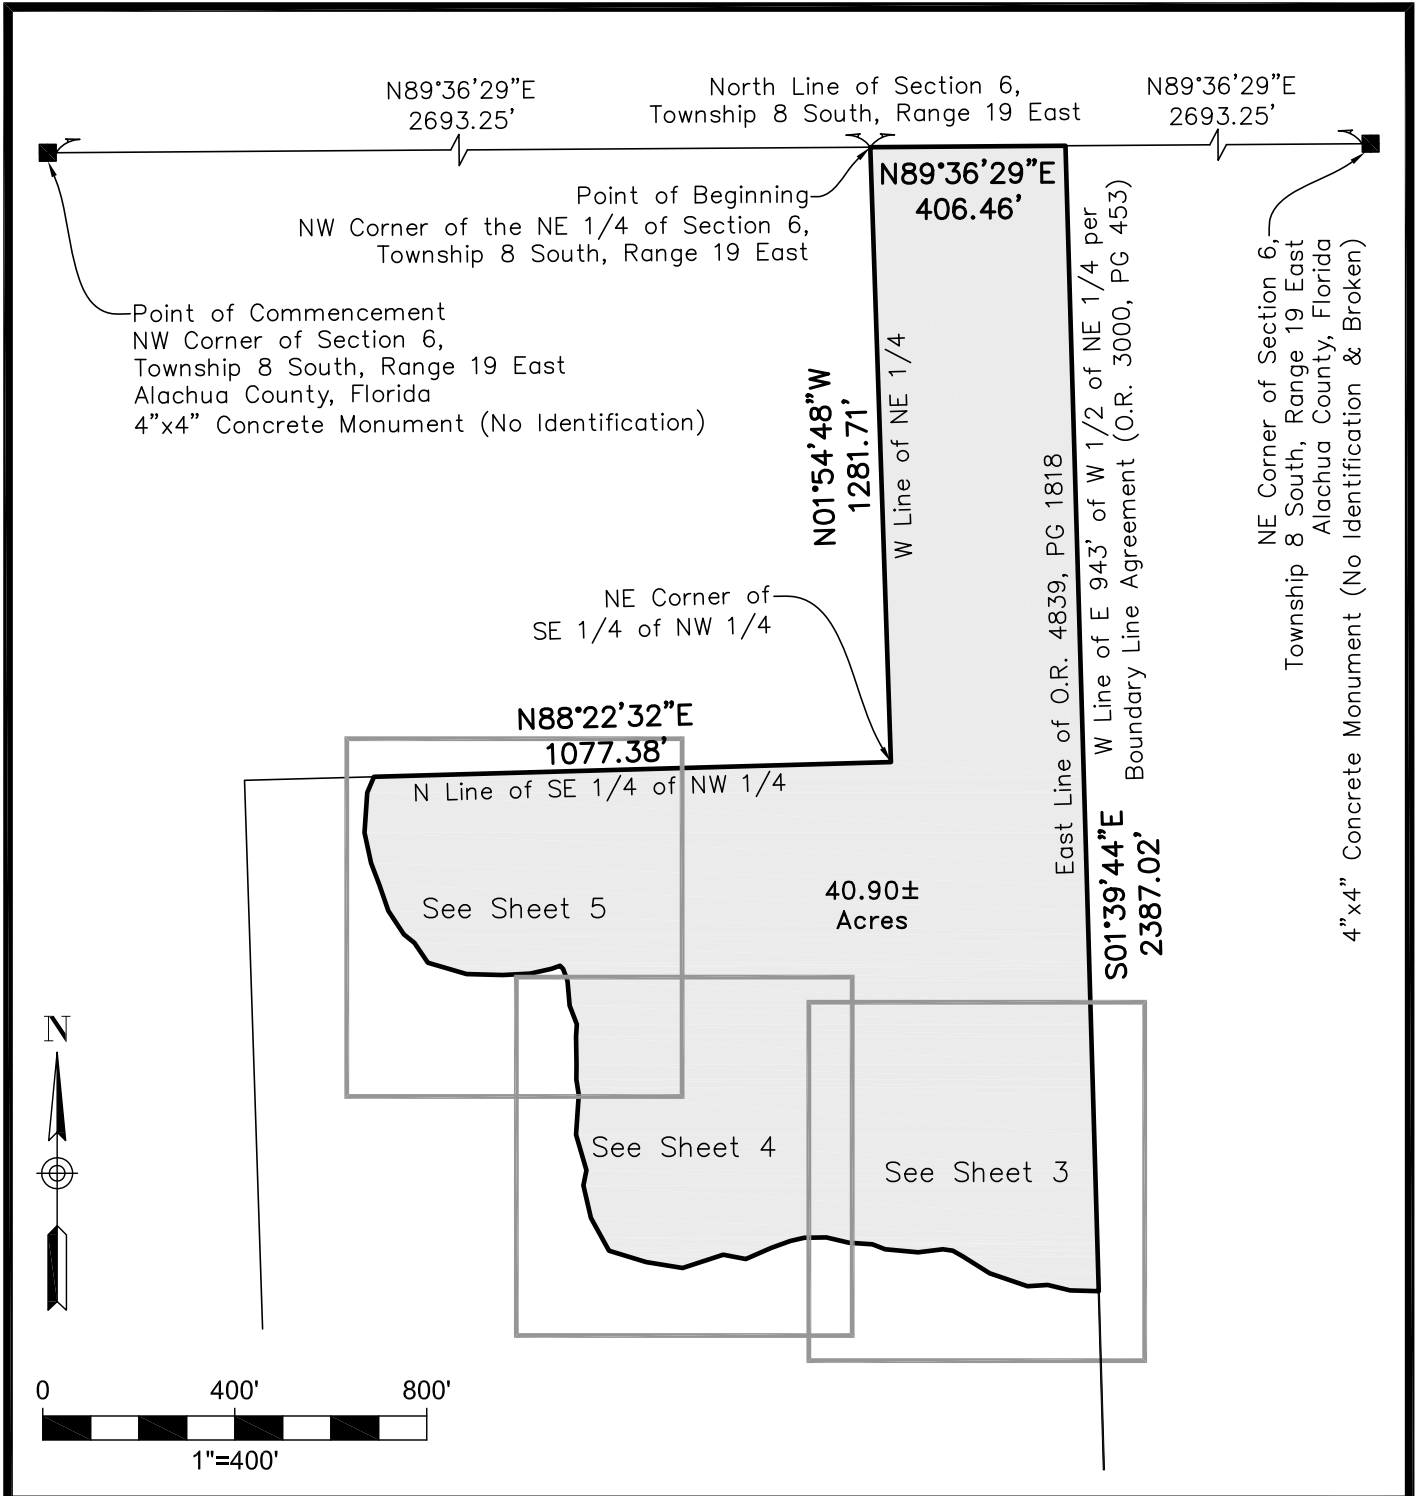 N89°36'29"E
2693.25'
North Line of Section 6,
Township 8 South, Range 19 East
N89°36'29"E
2693.25'
N89°36'29"E
406.46'
Point of Beginning
NW Corner of the NE 1/4 of Section 6,
Township 8 South, Range 19 East
Point of Commencement
NW Corner of Section 6,
Township 8 South, Range 19 East
Alachua County, Florida
4"x4" Concrete Monument (No Identification)
NE Corner of Section 6,
Township 8 South, Range 19 East
Alachua County, Florida
4"x4" Concrete Monument (No Identification & Broken)
N01°54'48"W
1281.71'
W Line of NE 1/4
East Line of O.R. 4839, PG 1818
W Line of E 943' of W 1/2 of NE 1/4 per
Boundary Line Agreement (O.R. 3000, PG 453)
S01°39'44"E
2387.02'
NE Corner of
SE 1/4 of NW 1/4
N88°22'32"E
1077.38'
N Line of SE 1/4 of NW 1/4
See Sheet 5
40.90±
Acres
See Sheet 4
See Sheet 3
N
0 400' 800'
1"=400'